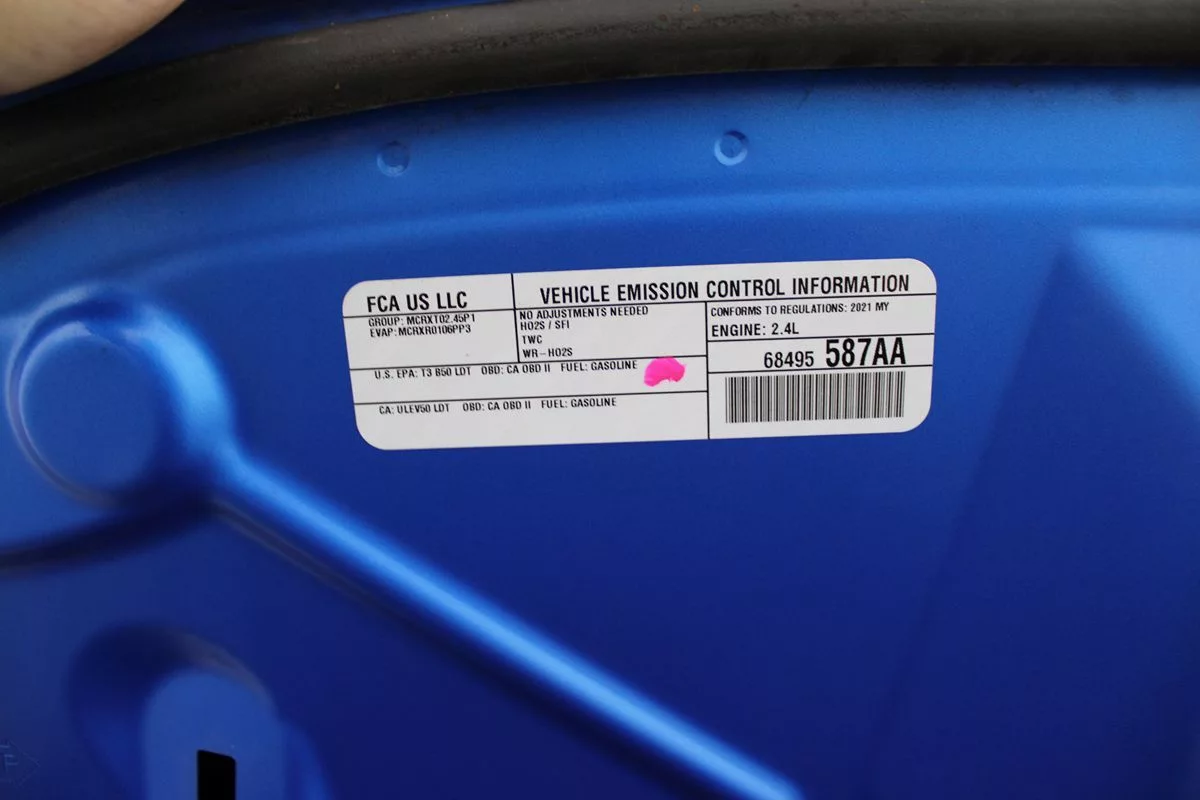 FCA US LLC
GROUP: MCRXT02.45P1
EVAP: MCRXR0106PP3
VEHICLE EMISSION CONTROL INFORMATION
NO ADJUSTMENTS NEEDED
HO2S / SFI
TWC
WR-HO2S
CONFORMS TO REGULATIONS: 2021 MY
ENGINE: 2.4L
68495 587AA
U.S. EPA: T3 B50 LDT OBD: CA OBD II FUEL: GASOLINE
CA: ULEV50 LDT OBD: CA OBD II FUEL: GASOLINE